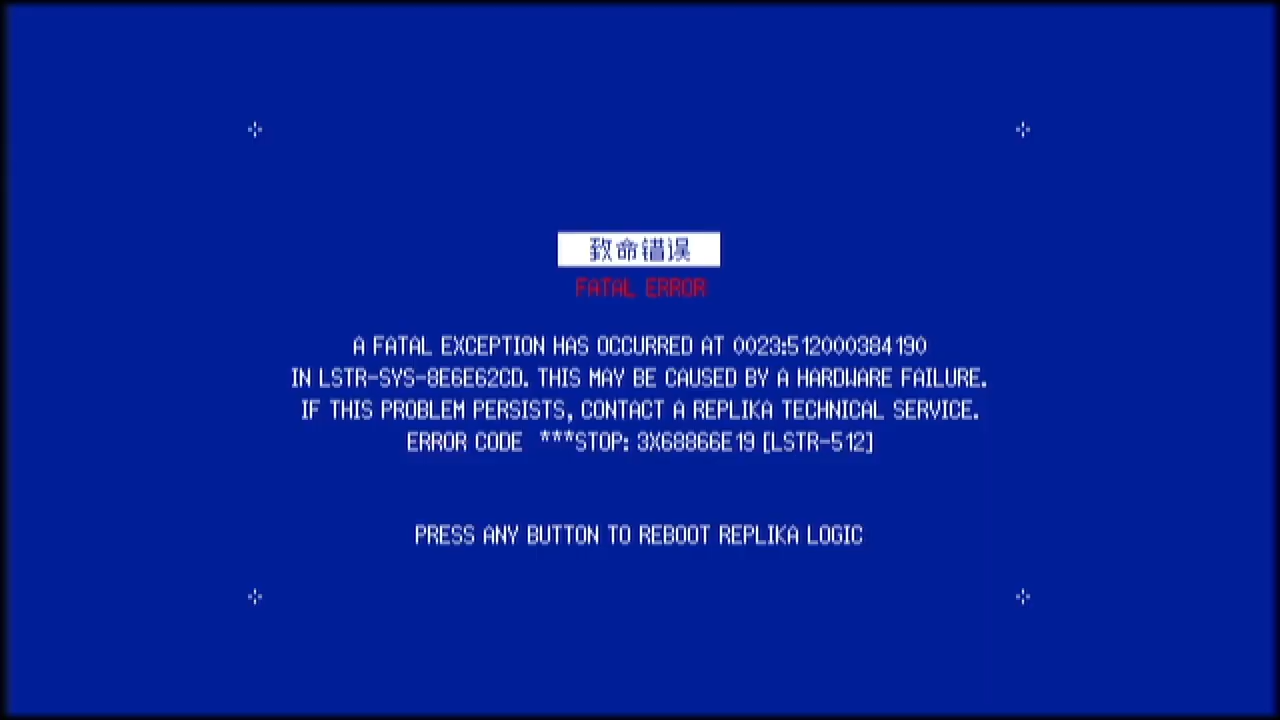 致命错误
FATAL ERROR
A FATAL EXCEPTION HAS OCCURRED AT 0023:512000384190
IN LSTR-SYS-8E6E62CD. THIS MAY BE CAUSED BY A HARDWARE FAILURE.
IF THIS PROBLEM PERSISTS, CONTACT A REPLIKA TECHNICAL SERVICE.
ERROR CODE ***STOP: 3X68866E19 [LSTR-512]
PRESS ANY BUTTON TO REBOOT REPLIKA LOGIC